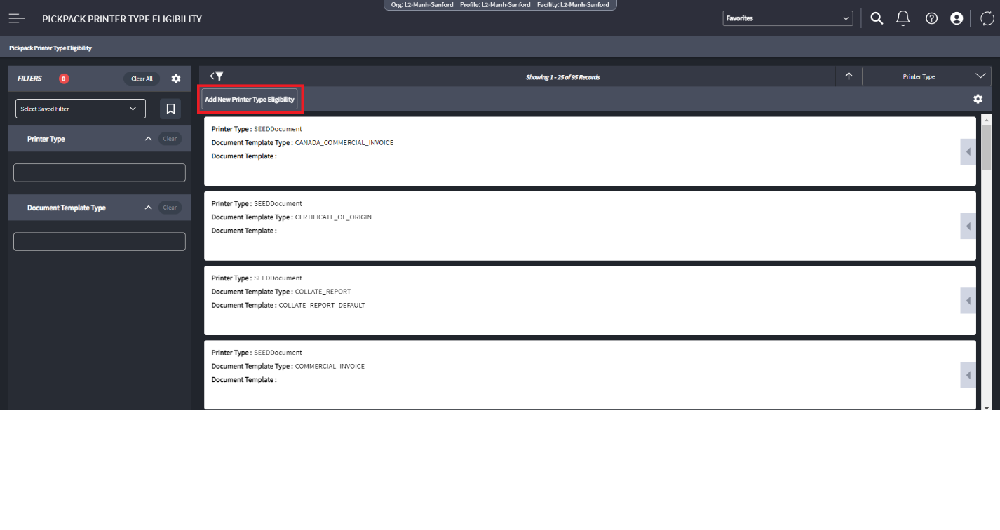 Org: L2-Manh-Sanford | Profile: L2-Manh-Sanford | Facility: L2-Manh-Sanford
PICKPACK PRINTER TYPE ELIGIBILITY
Favorites
Pickpack Printer Type Eligibility
FILTERS 0 Clear All
Select Saved Filter
Printer Type Clear
Document Template Type Clear
Showing 1 - 25 of 95 Records
Printer Type
Add New Printer Type Eligibility
Printer Type : SEEDDocument
Document Template Type : CANADA_COMMERCIAL_INVOICE
Document Template :
Printer Type : SEEDDocument
Document Template Type : CERTIFICATE_OF_ORIGIN
Document Template :
Printer Type : SEEDDocument
Document Template Type : COLLATE_REPORT
Document Template : COLLATE_REPORT_DEFAULT
Printer Type : SEEDDocument
Document Template Type : COMMERCIAL_INVOICE
Document Template :